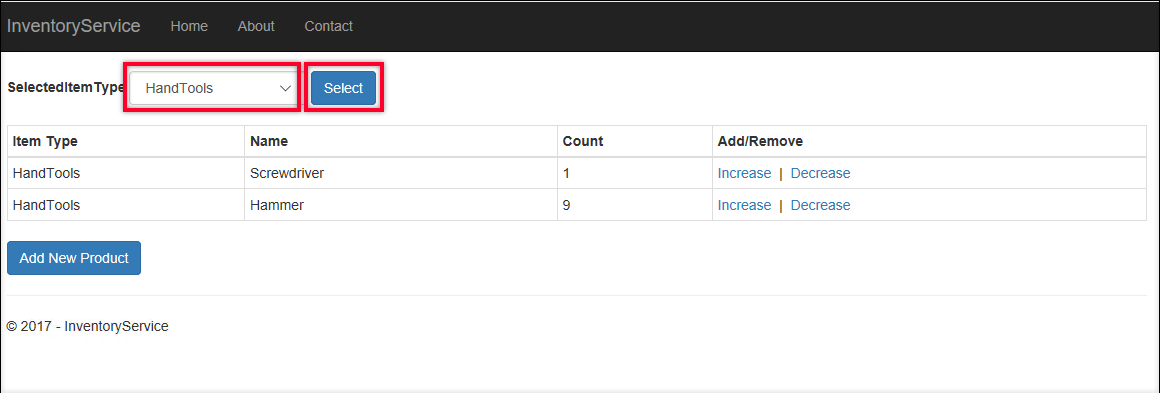 InventoryService Home About Contact
SelectedItemType HandTools Select
Item Type Name Count Add/Remove
HandTools Screwdriver 1 Increase | Decrease
HandTools Hammer 9 Increase | Decrease
Add New Product
© 2017 - InventoryService